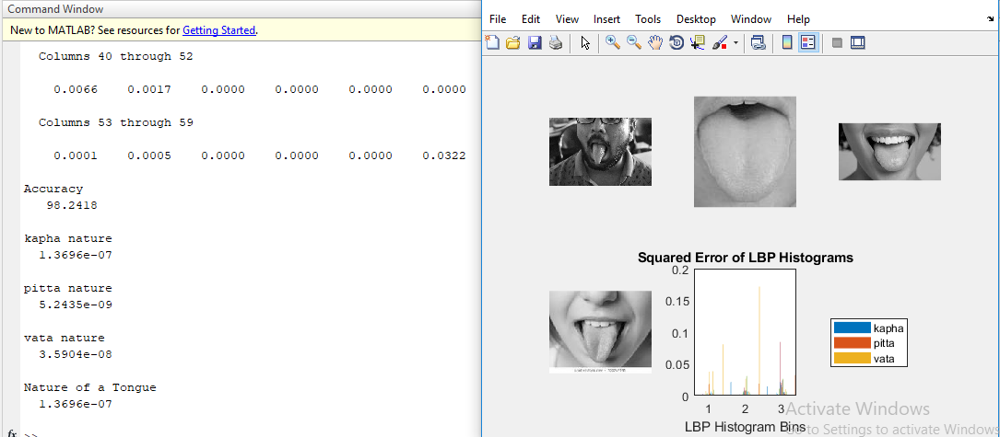 Command Window
New to MATLAB? See resources for Getting Started.
Columns 40 through 52
0.0066 0.0017 0.0000 0.0000 0.0000 0.0000
Columns 53 through 59
0.0001 0.0005 0.0000 0.0000 0.0000 0.0322
Accuracy
98.2418
kapha nature
1.3696e-07
pitta nature
5.2435e-09
vata nature
3.5904e-08
Nature of a Tongue
1.3696e-07
fx >>
File Edit View Insert Tools Desktop Window Help
Squared Error of LBP Histograms
0.2
0.15
0.1
0.05
0
1 2 3
LBP Histogram Bins
kapha
pitta
vata
Activate Windows
to Settings to activate Windows